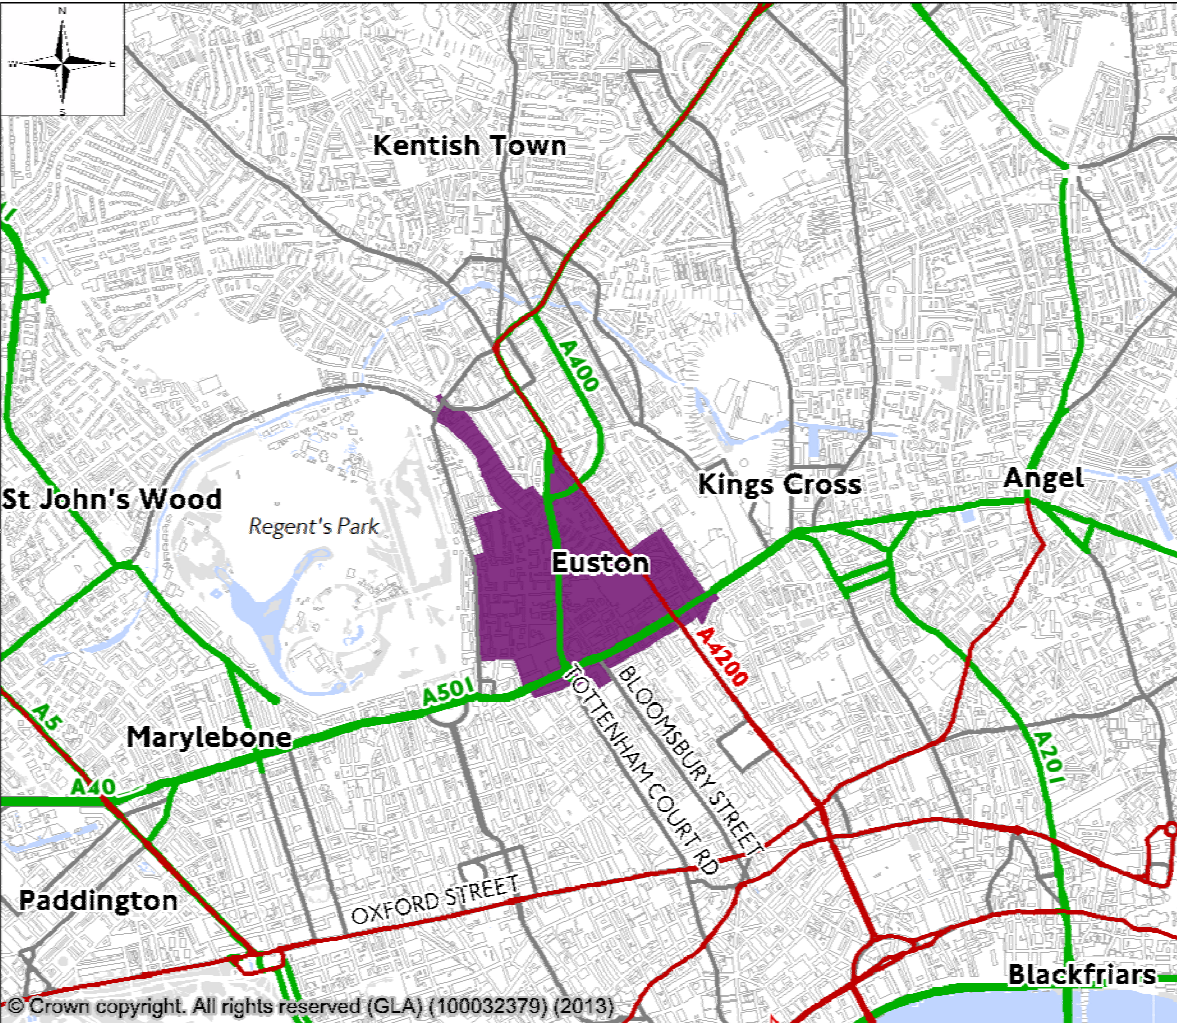 N
W E
S
Kentish Town
A400
St John's Wood
Regent's Park
Kings Cross
Angel
Euston
A4200
A501
TOTTENHAM COURT RD
BLOOMSBURY STREET
A5
Marylebone
A40
A201
Paddington
OXFORD STREET
Blackfriars
© Crown copyright. All rights reserved (GLA) (100032379) (2013)